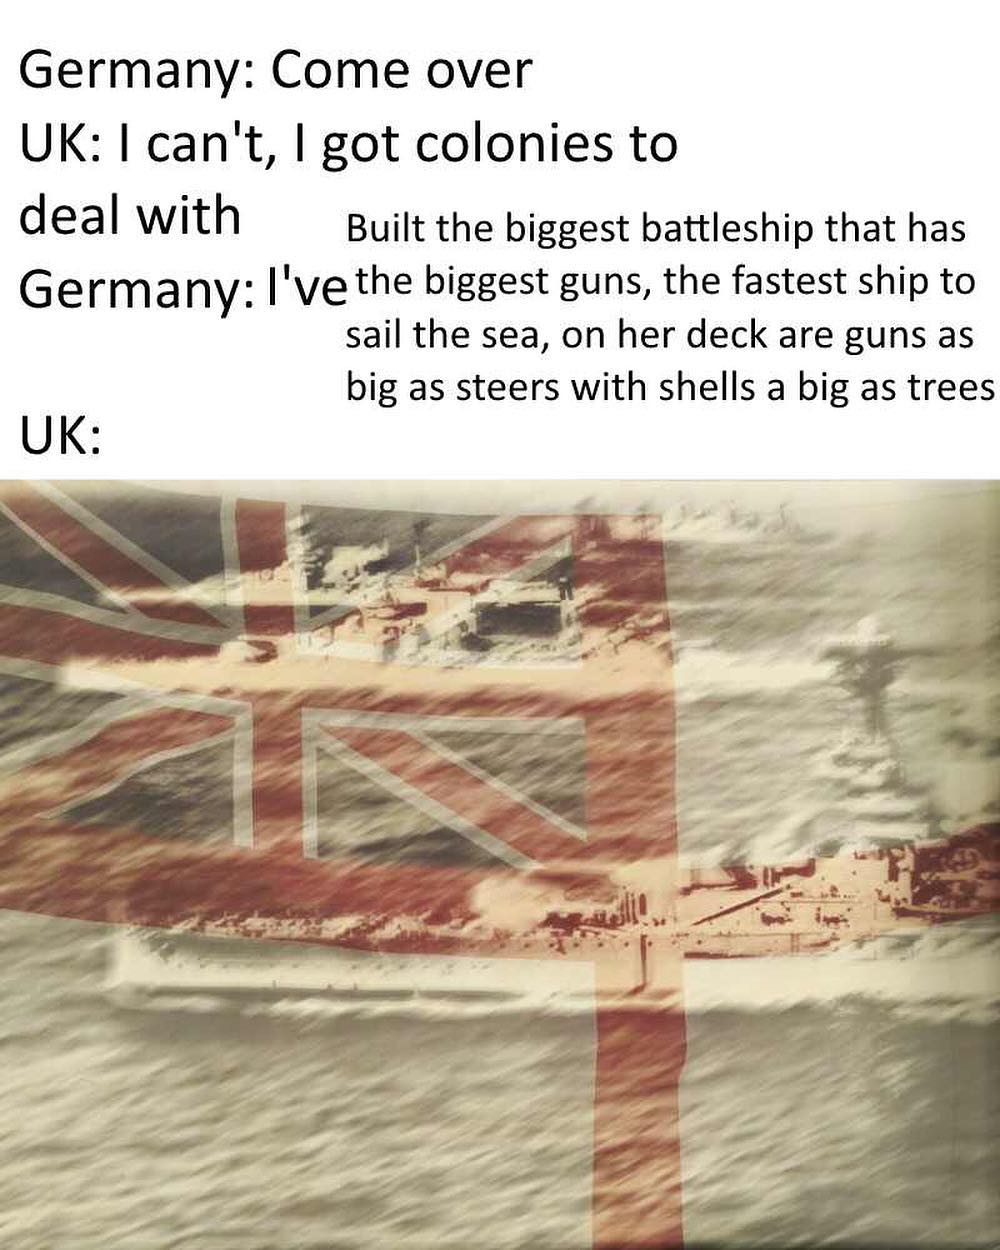 Germany: Come over
UK: I can't, I got colonies to
deal with
Germany: I've
Built the biggest battleship that has
the biggest guns, the fastest ship to
sail the sea, on her deck are guns as
big as steers with shells a big as trees
UK: